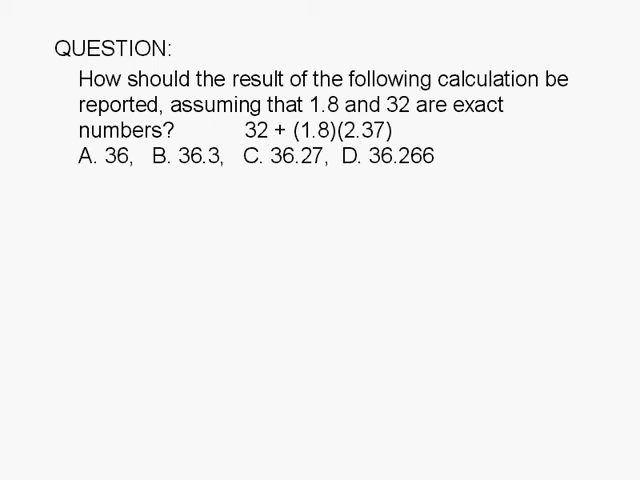 QUESTION:
How should the result of the following calculation be
reported, assuming that 1.8 and 32 are exact
numbers? 32 + (1.8)(2.37)
A. 36, B. 36.3, C. 36.27, D. 36.266